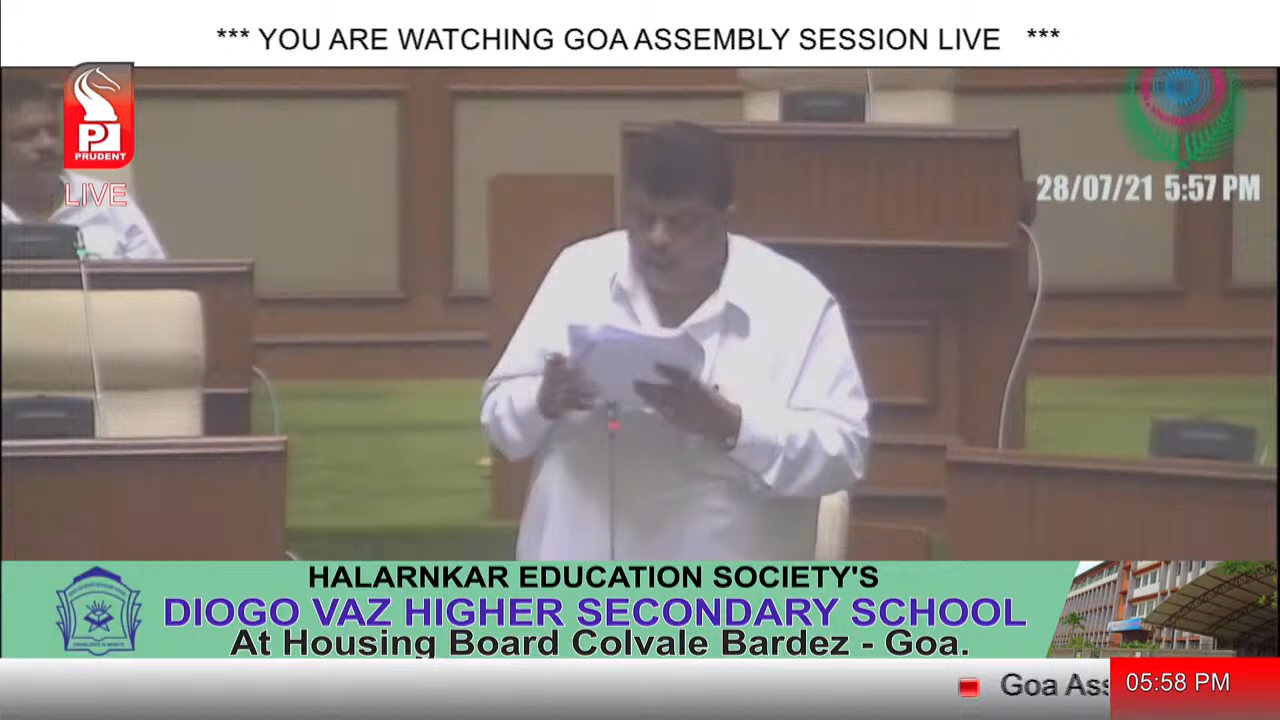 *** YOU ARE WATCHING GOA ASSEMBLY SESSION LIVE ***
PRUDENT
LIVE
28/07/21 5:57 PM
HALARNKAR EDUCATION SOCIETY'S
DIOGO VAZ HIGHER SECONDARY SCHOOL
At Housing Board Colvale Bardez - Goa.
Goa Ass
05:58 PM